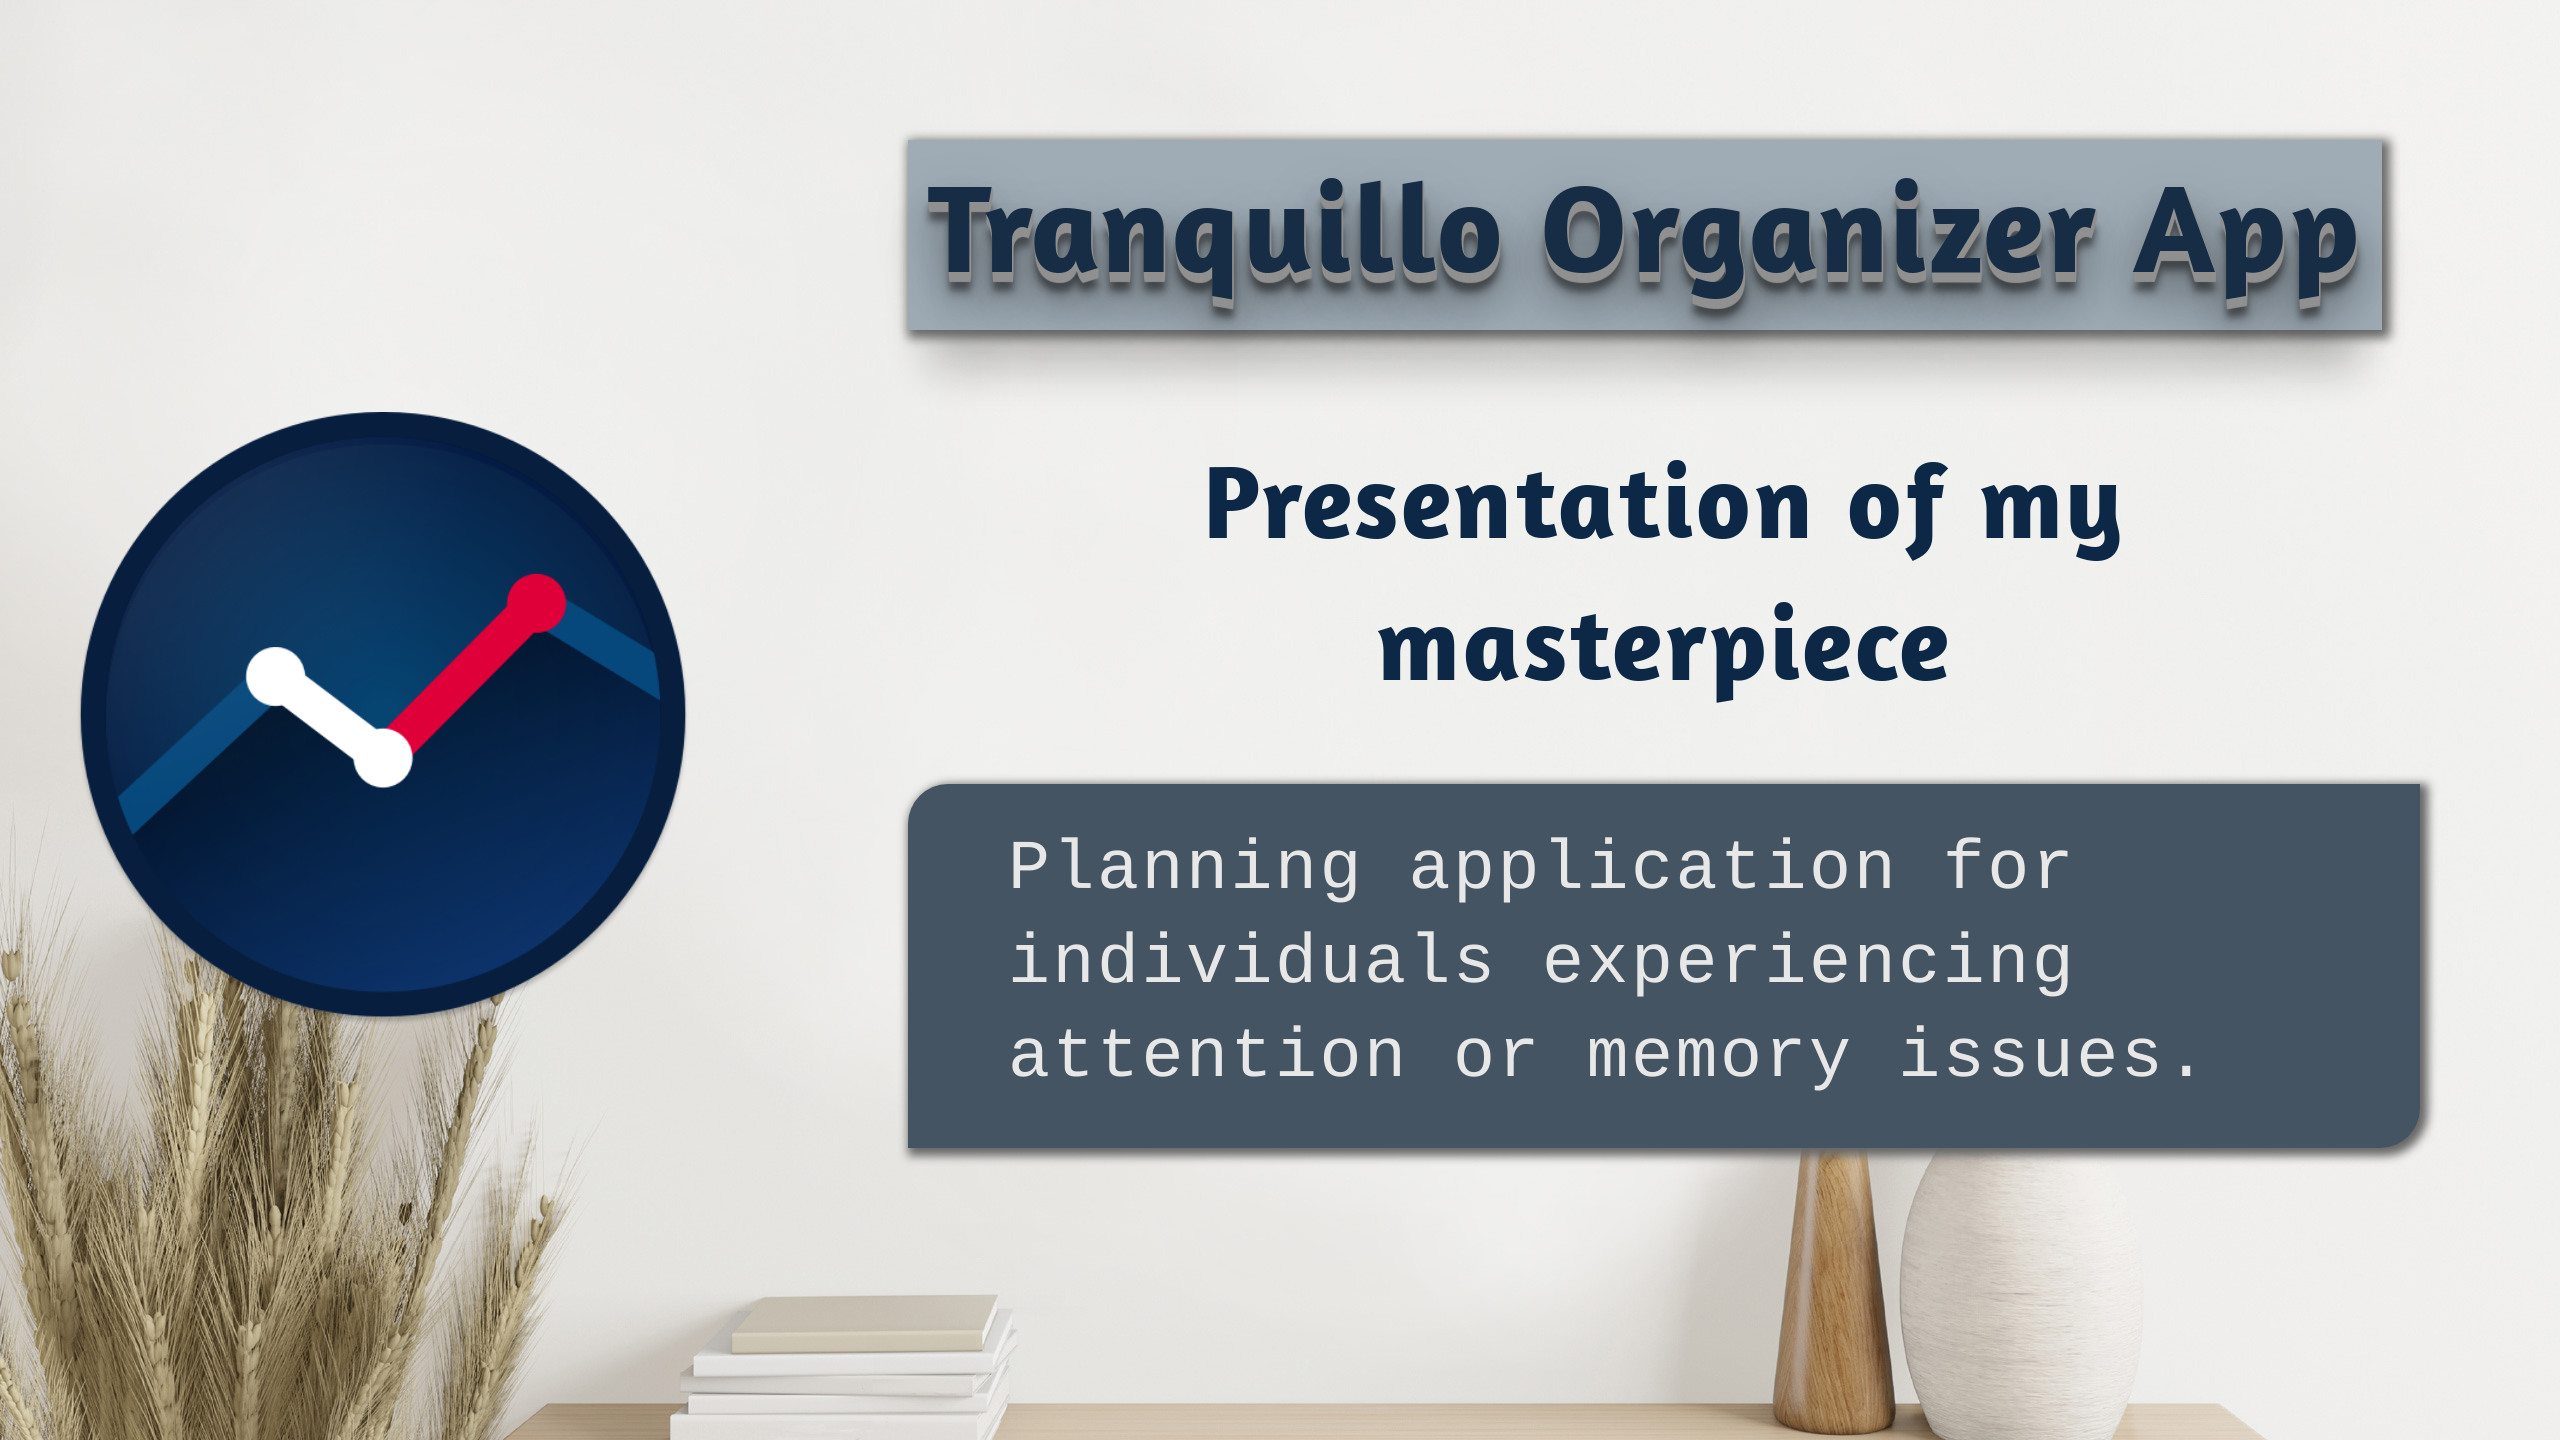 Tranquillo Organizer App
Presentation of my
masterpiece
Planning application for
individuals experiencing
attention or memory issues.